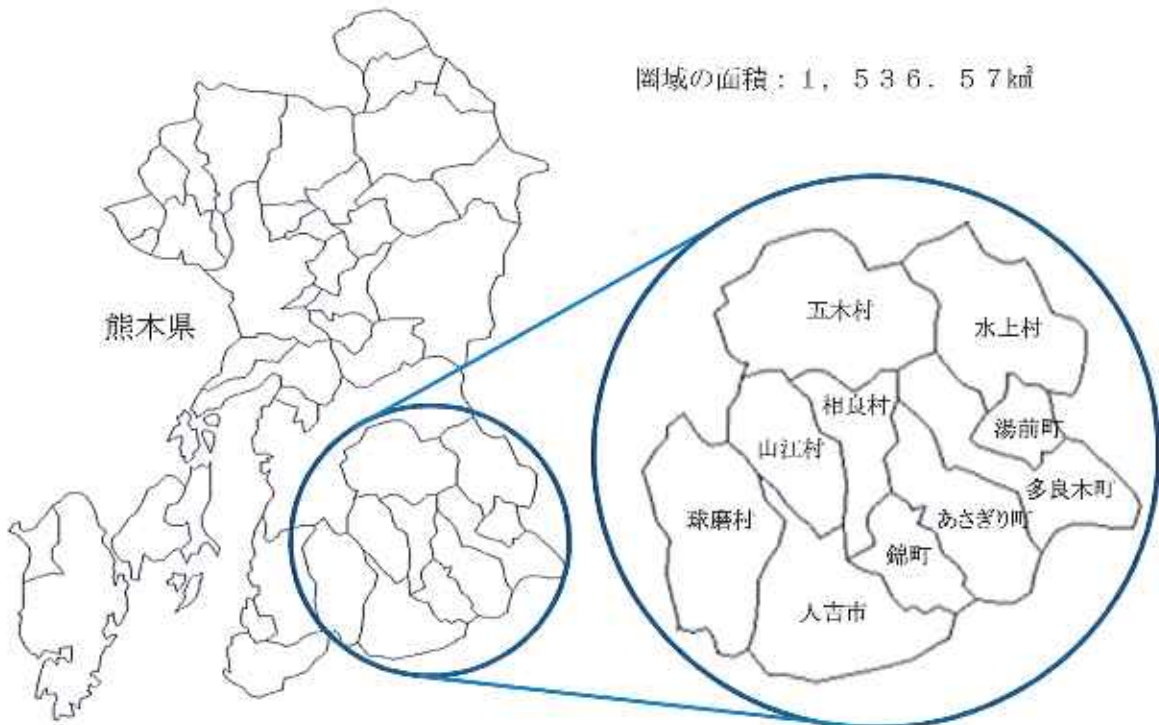 圏域の面積：１，５３６．５７㎢
熊本県
五木村
水上村
相良村
湯前町
山江村
多良木町
球磨村
あさぎり町
錦町
人吉市